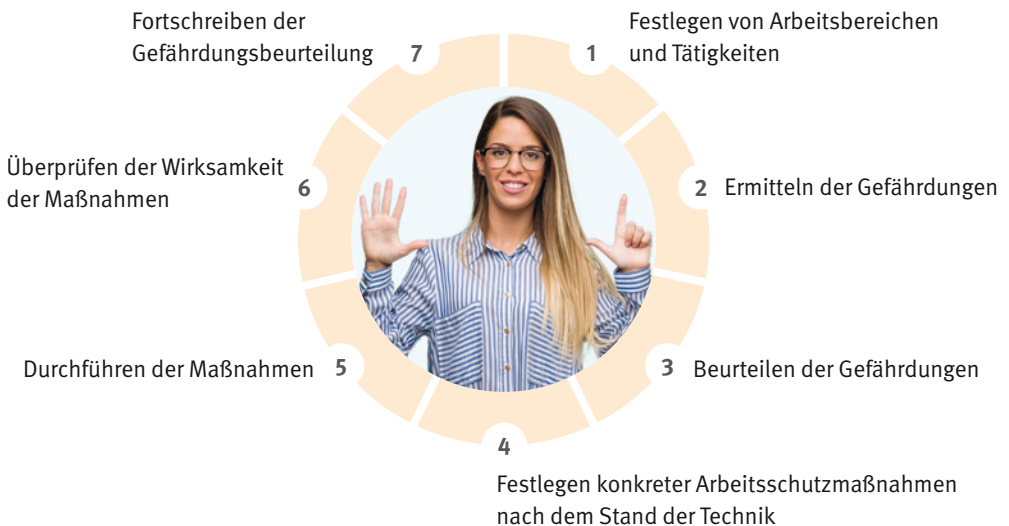 1
Festlegen von Arbeitsbereichen
und Tätigkeiten
2 Ermitteln der Gefährdungen
3 Beurteilen der Gefährdungen
4
Festlegen konkreter Arbeitsschutzmaßnahmen
nach dem Stand der Technik
Durchführen der Maßnahmen 5
Überprüfen der Wirksamkeit
der Maßnahmen
6
Fortschreiben der
Gefährdungsbeurteilung 7